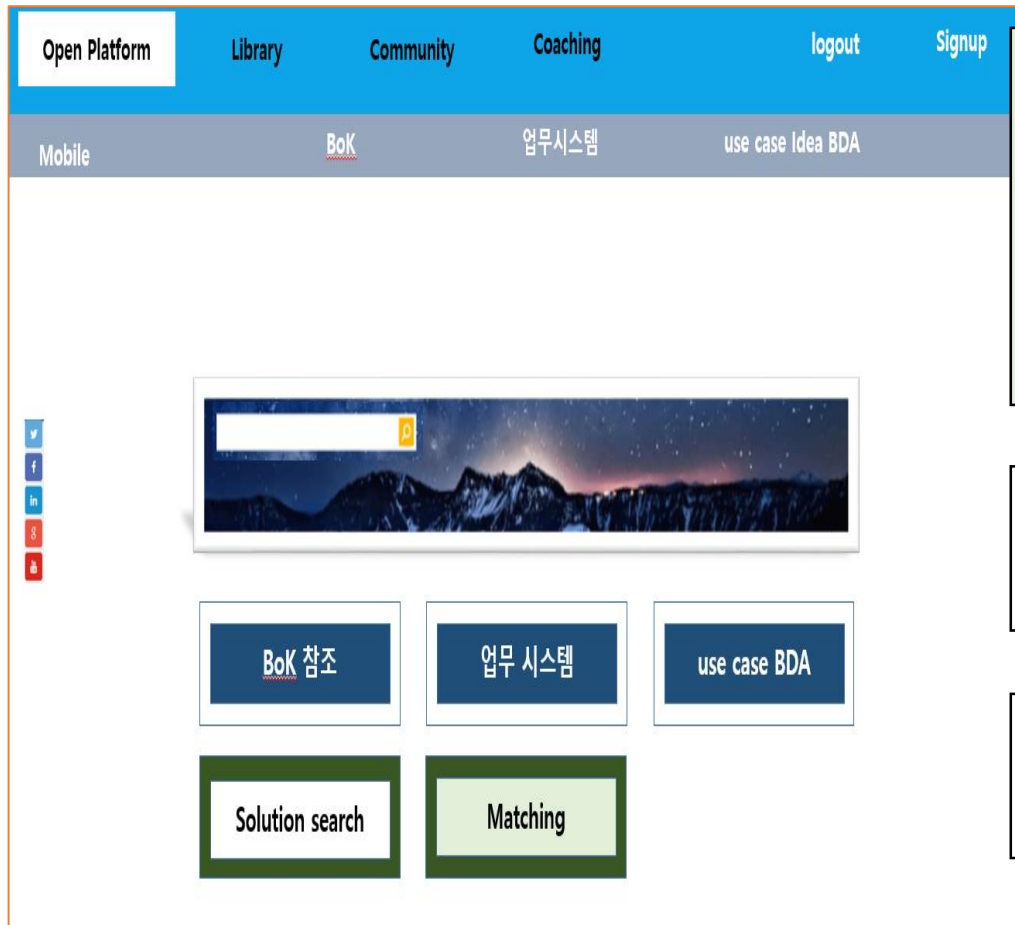 Open Platform Library Community Coaching logout Signup
Mobile BoK 업무시스템 use case Idea BDA
BoK 참조 업무 시스템 use case BDA
Solution search Matching